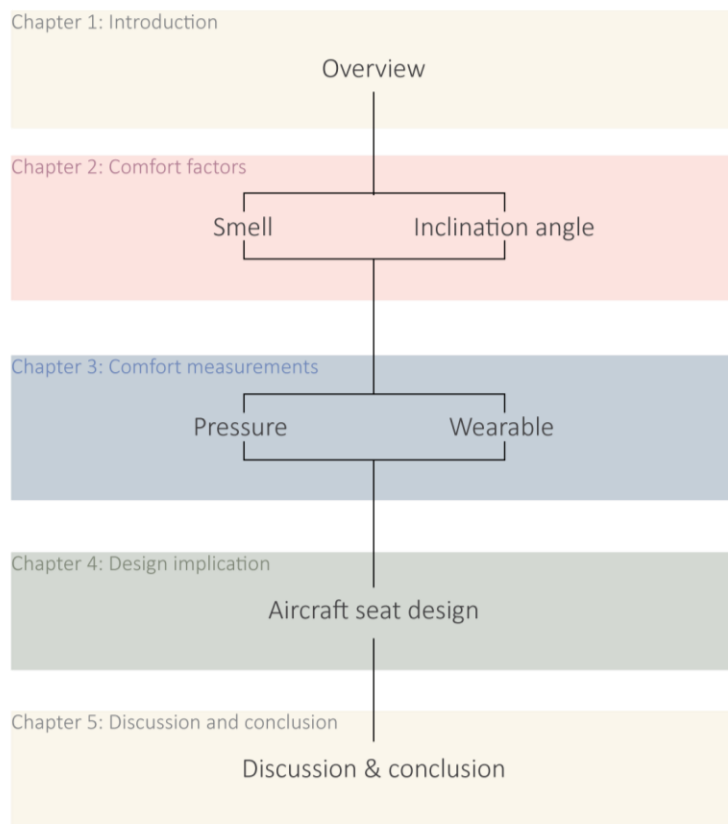 Chapter 1: Introduction
Overview
Chapter 2: Comfort factors
Smell
Inclination angle
Chapter 3: Comfort measurements
Pressure
Wearable
Chapter 4: Design implication
Aircraft seat design
Chapter 5: Discussion and conclusion
Discussion & conclusion